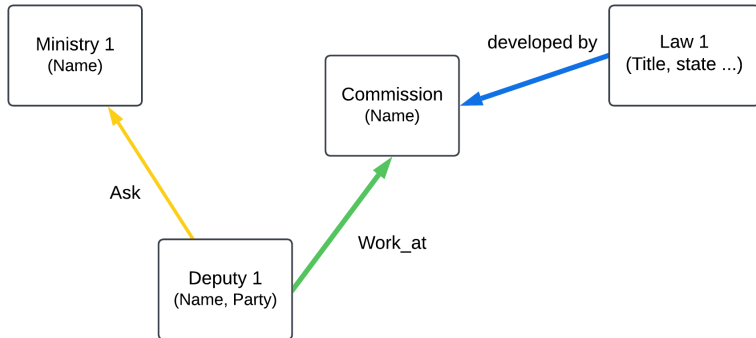 Ministry 1
(Name)
developed by
Law 1
(Title, state ...)
Commission
(Name)
Ask
Work_at
Deputy 1
(Name, Party)